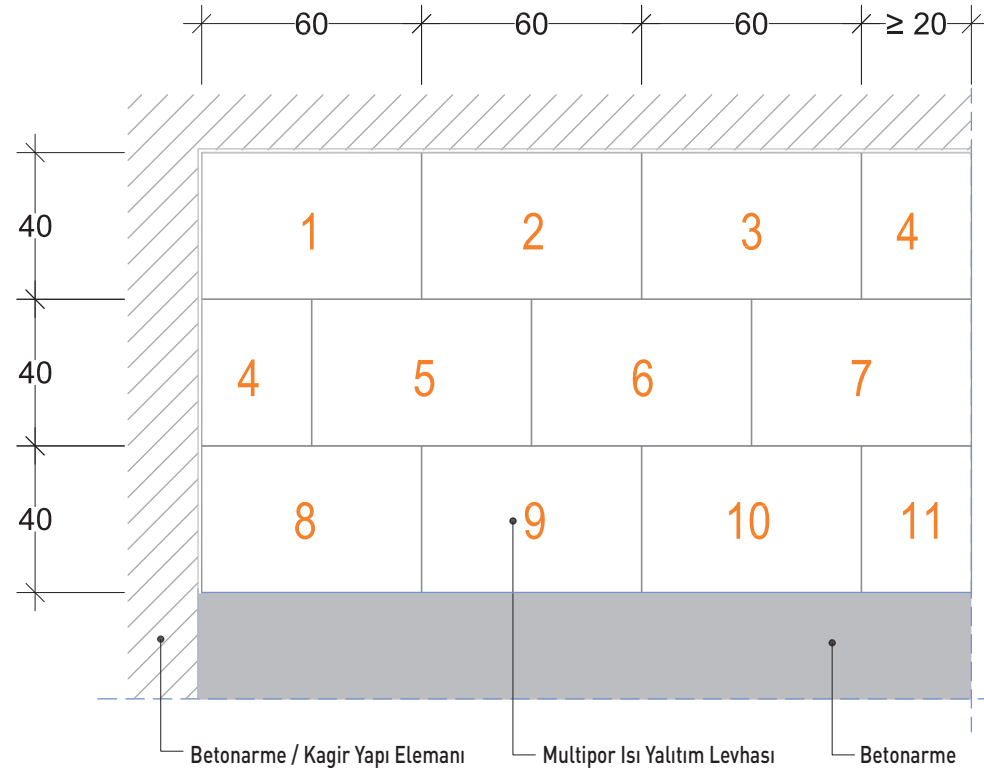 60 60 60 ≥ 20
40
1 2 3 4
40
4 5 6 7
40
8 9 10 11
Betonarme / Kagir Yapı Elemanı
Multipor Isı Yalıtım Levhası
Betonarme